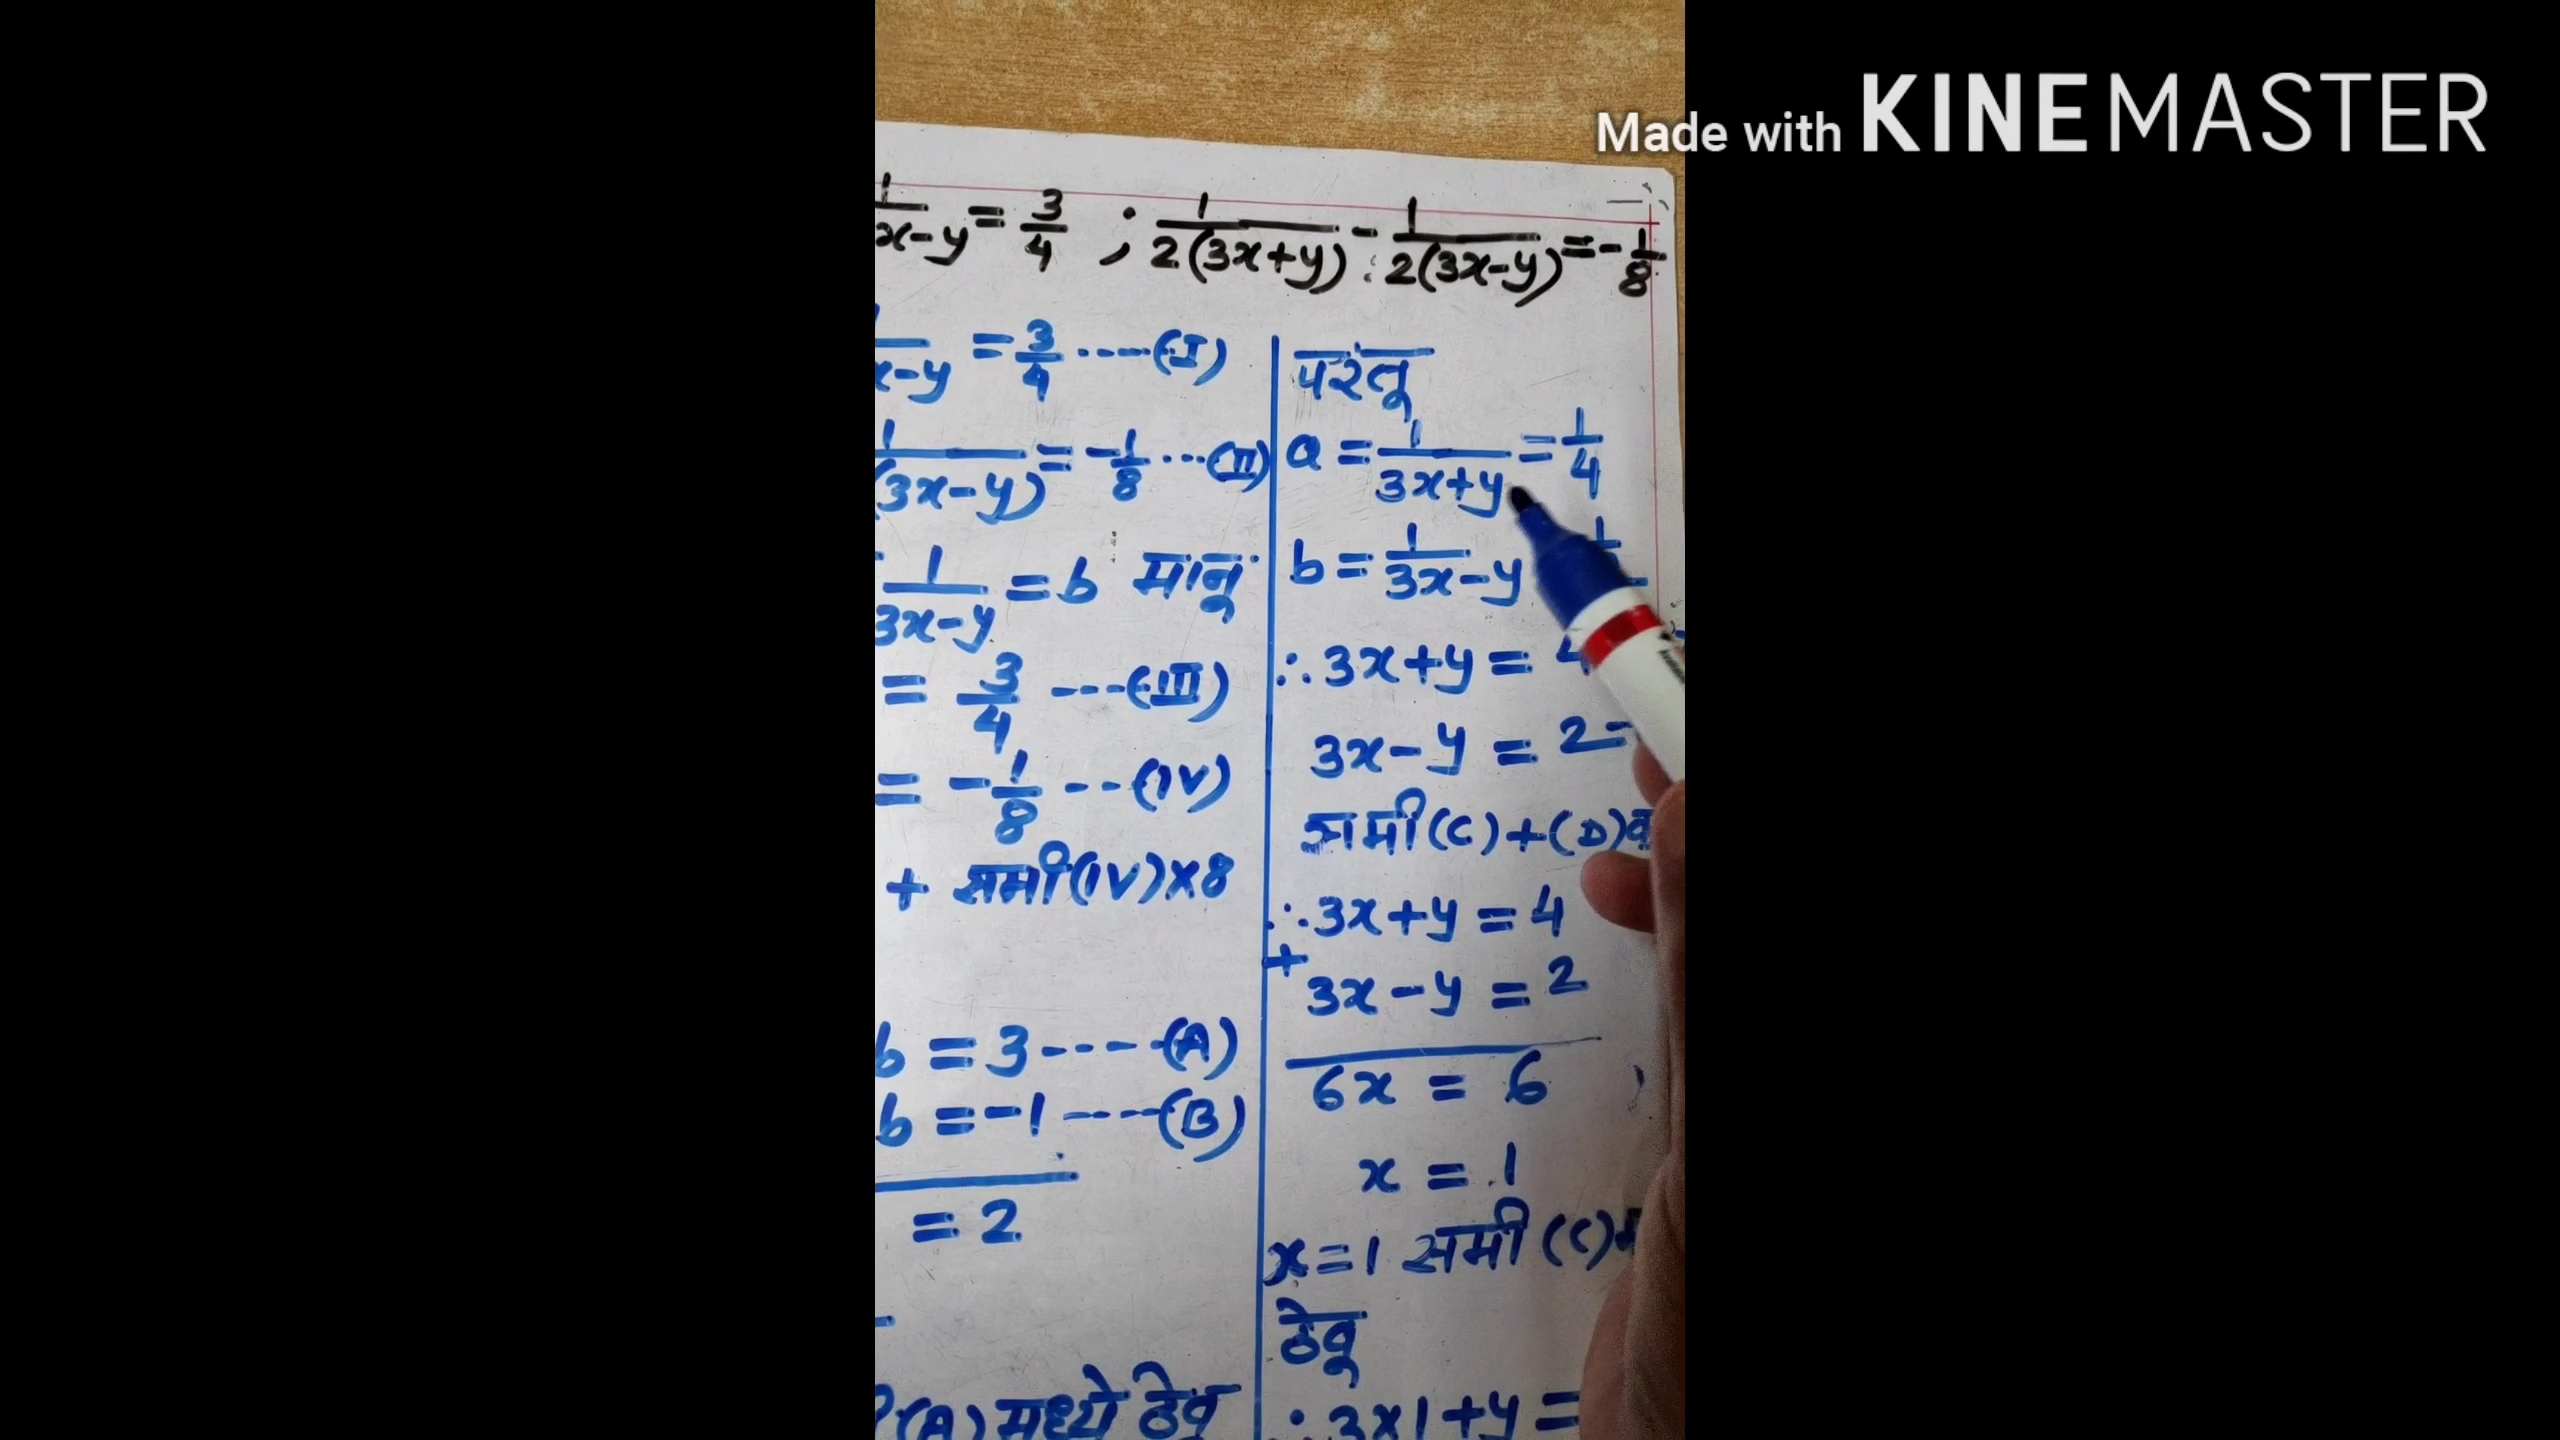 Made with KINEMASTER
1/x-y = 3/4 ; 1/2(3x+y) - 1/2(3x-y) = -1/8
x-y = 3/4 ----(I)
1/(3x-y) = -1/8 ---(II)
1/3x-y = b मानू
= 3/4 ---(III)
= -1/8 --(IV)
+ समी(IV)×8
b = 3-----(A)
b = -1 ----(B)
= 2
(A) मध्ये ठेवू
परंतू
a = 1/3x+y = 1/4
b = 1/3x-y
∴ 3x+y = 4
3x-y = 2
समी(C)+(D)
∴ 3x+y = 4
+ 3x-y = 2
6x = 6
x = 1
x=1 समी (C)
ठेवू
∴ 3×1+y =